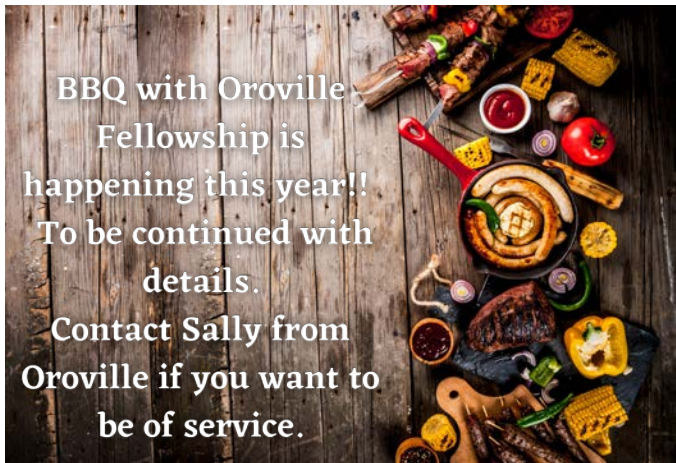 BBQ with Oroville
Fellowship is
happening this year!!
To be continued with
details.
Contact Sally from
Oroville if you want to
be of service.